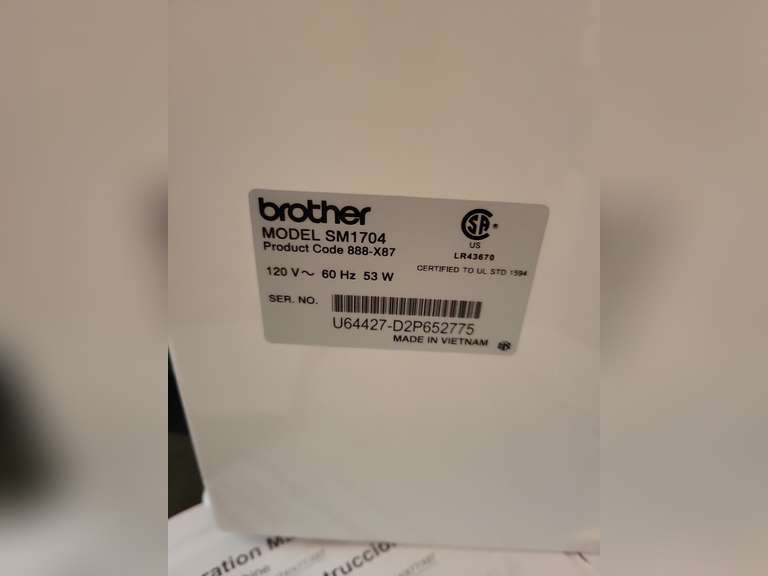 brother
MODEL SM1704
Product Code 888-X87
120 V～ 60 Hz 53 W
SA®
US
LR43670
CERTIFIED TO UL STD 1594
SER. NO.
U64427-D2P652775
MADE IN VIETNAM